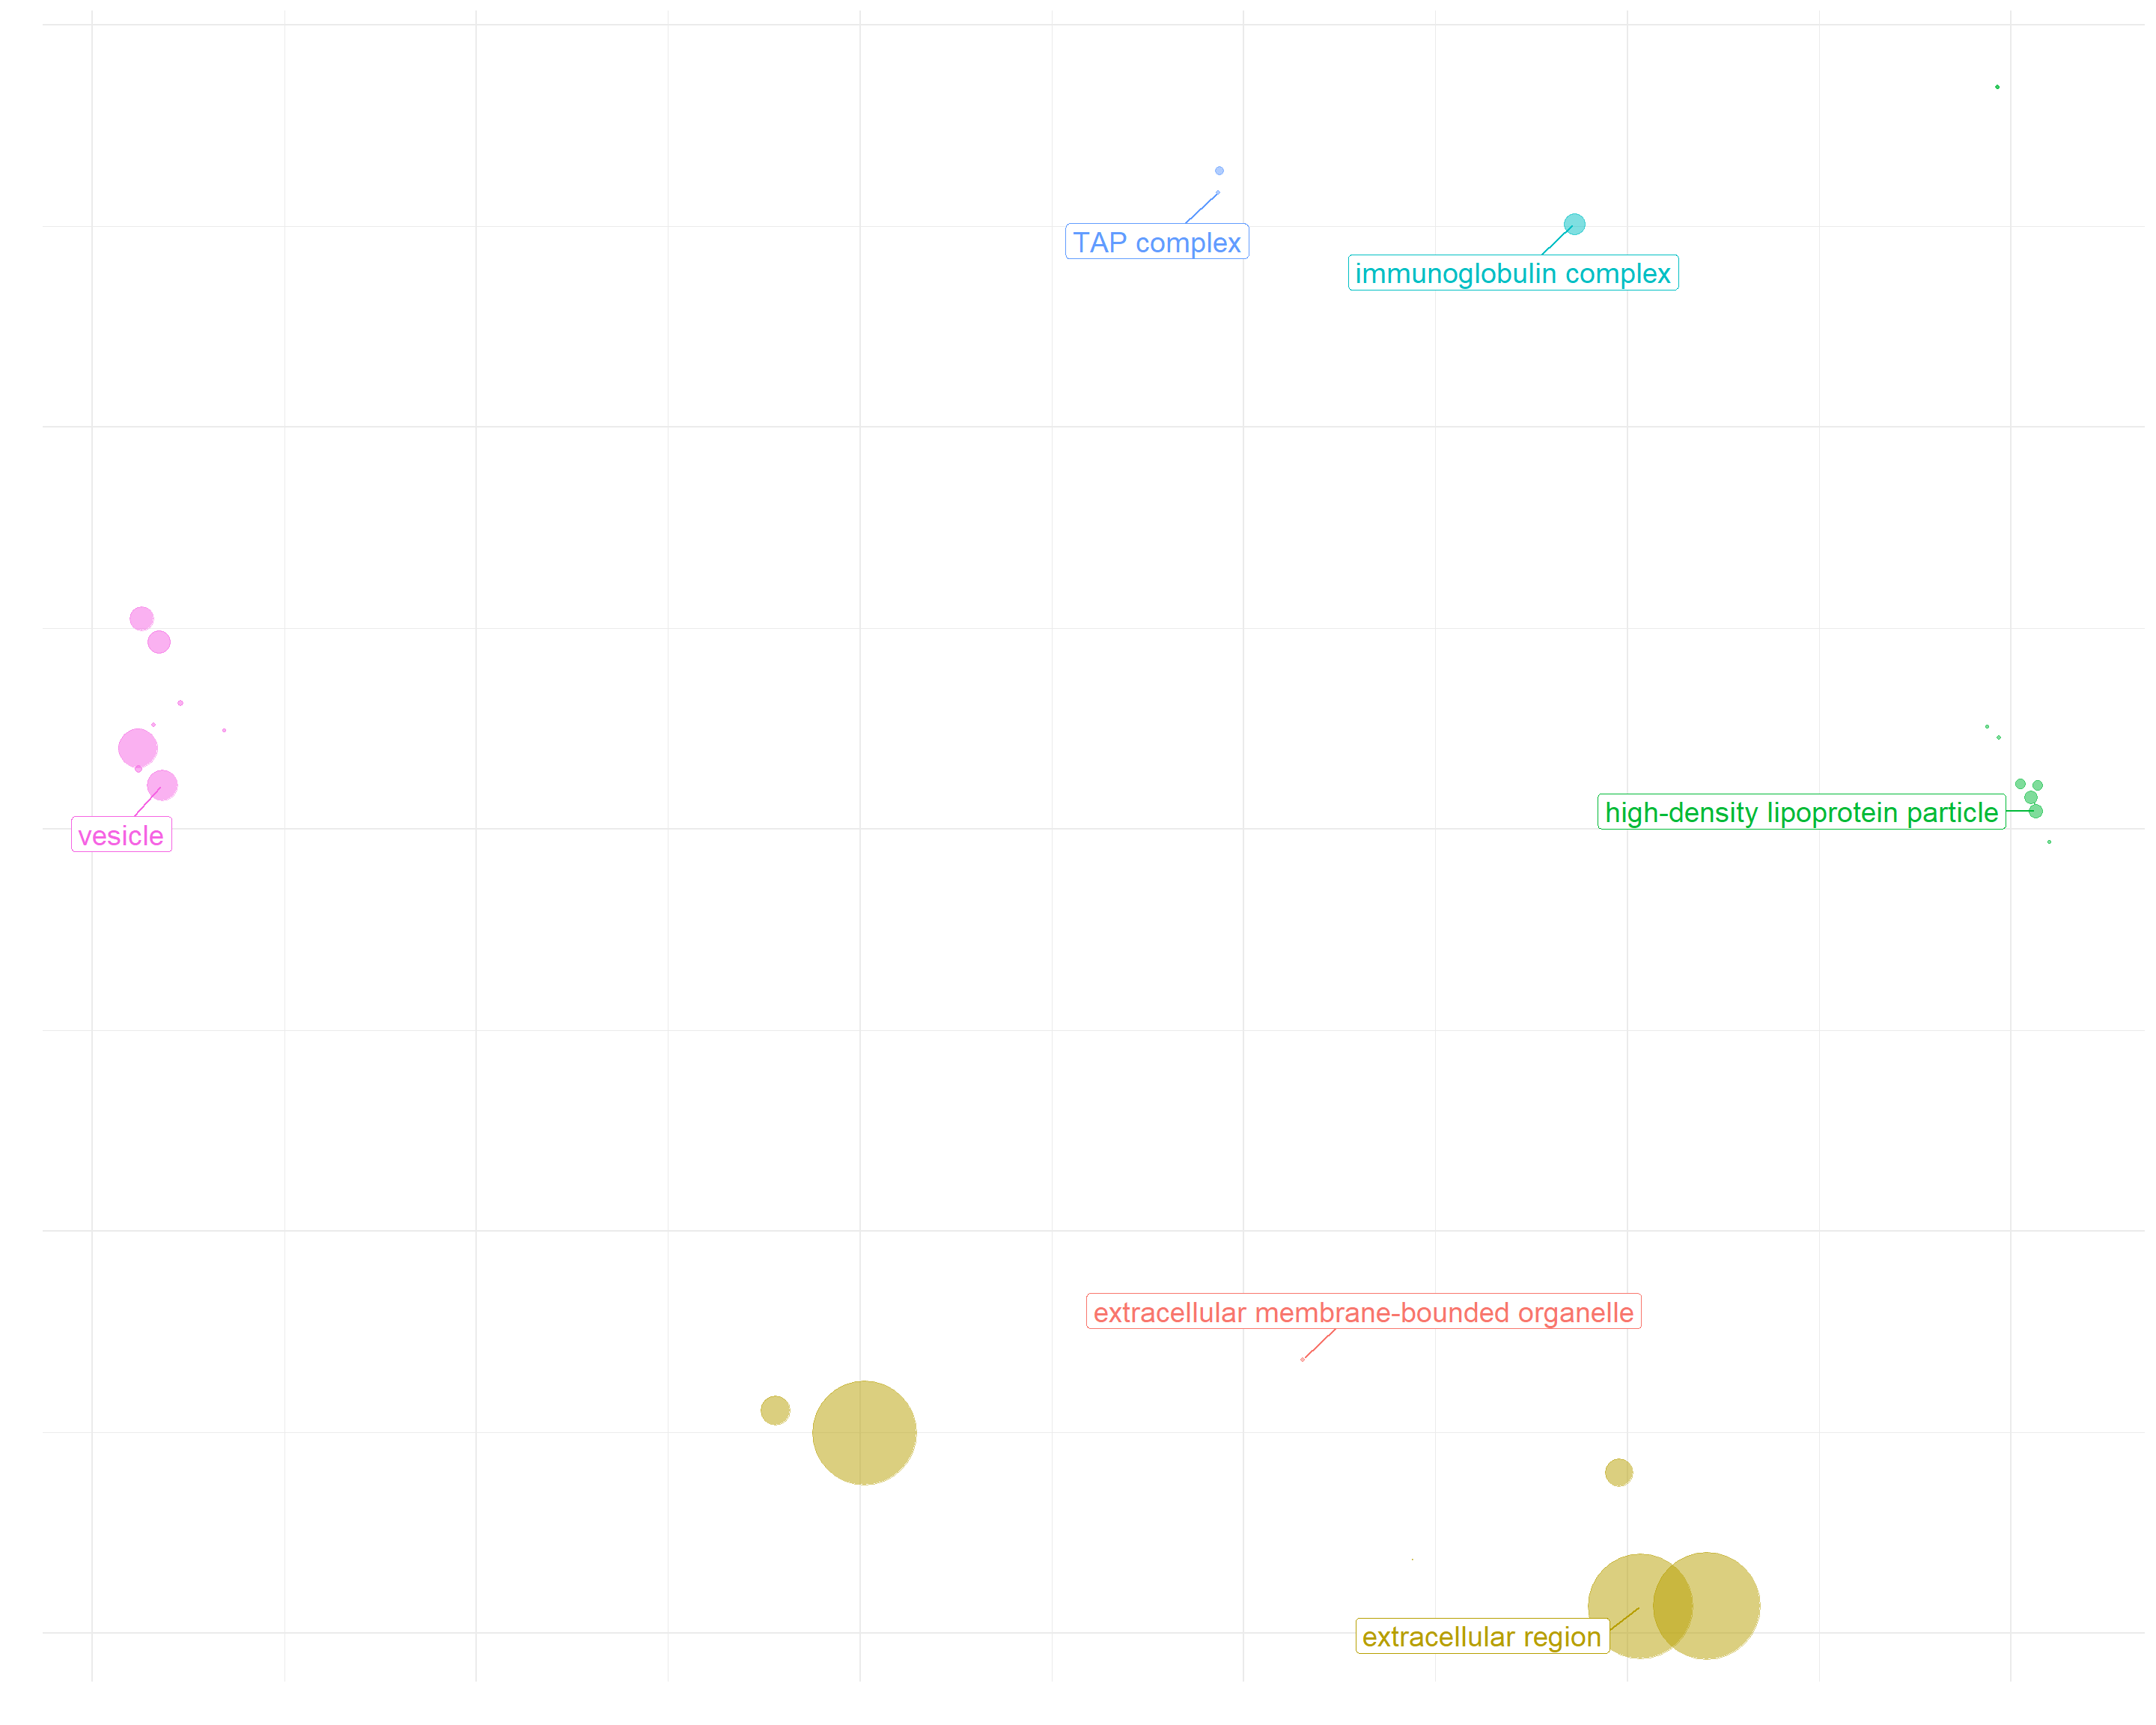 TAP complex
immunoglobulin complex
high-density lipoprotein particle
vesicle
extracellular membrane-bounded organelle
extracellular region